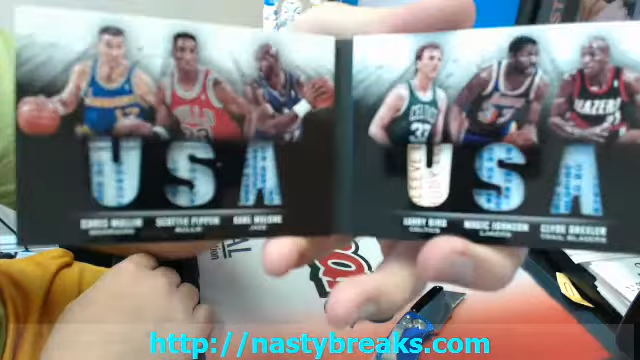 USA
USA
CHRIS MULLIN
WARRIORS
SCOTTIE PIPPEN
BULLS
KARL MALONE
JAZZ
LARRY BIRD
CELTICS
MAGIC JOHNSON
LAKERS
CLYDE DREXLER
TRAIL BLAZERS
http://nastybreaks.com